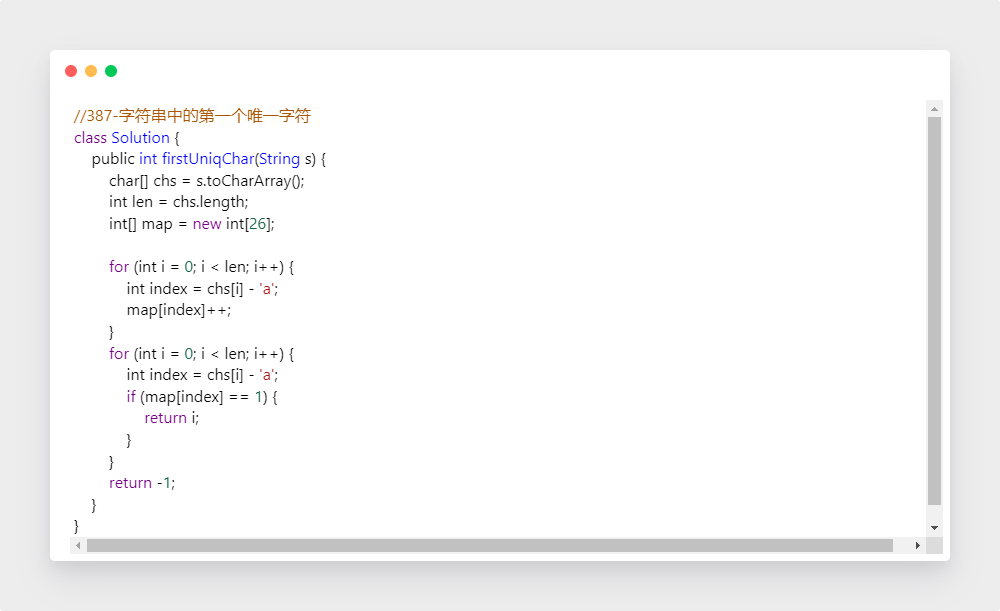 //387-字符串中的第一个唯一字符
class Solution {
    public int firstUniqChar(String s) {
        char[] chs = s.toCharArray();
        int len = chs.length;
        int[] map = new int[26];

        for (int i = 0; i < len; i++) {
            int index = chs[i] - 'a';
            map[index]++;
        }
        for (int i = 0; i < len; i++) {
            int index = chs[i] - 'a';
            if (map[index] == 1) {
                return i;
            }
        }
        return -1;
    }
}